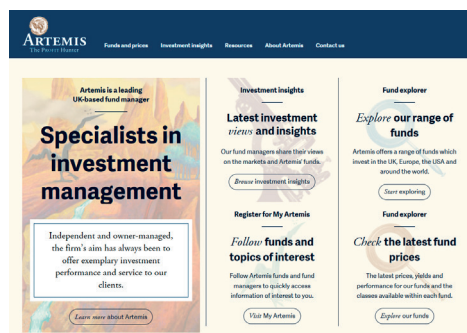 ARTEMIS
The PROFIT Hunter
Funds and prices
Investment insights
Resources
About Artemis
Contact us
Artemis is a leading
UK-based fund manager
Specialists in
investment
management
Independent and owner-managed,
the firm's aim has always been to
offer exemplary investment
performance and service to our
clients.
Learn more about Artemis
Investment insights
Latest investment
views and insights
Our fund managers share their views
on the markets and Artemis' funds.
Browse investment insights
Register for My Artemis
Follow funds and
topics of interest
Follow Artemis funds and fund
managers to quickly access
information of interest to you.
Visit My Artemis
Fund explorer
Explore our range of
funds
Artemis offers a range of funds which
invest in the UK, Europe, the USA and
around the world.
Start exploring
Fund explorer
Check the latest fund
prices
The latest prices, yields and
performance for our funds and the
classes available within each fund.
Explore our funds